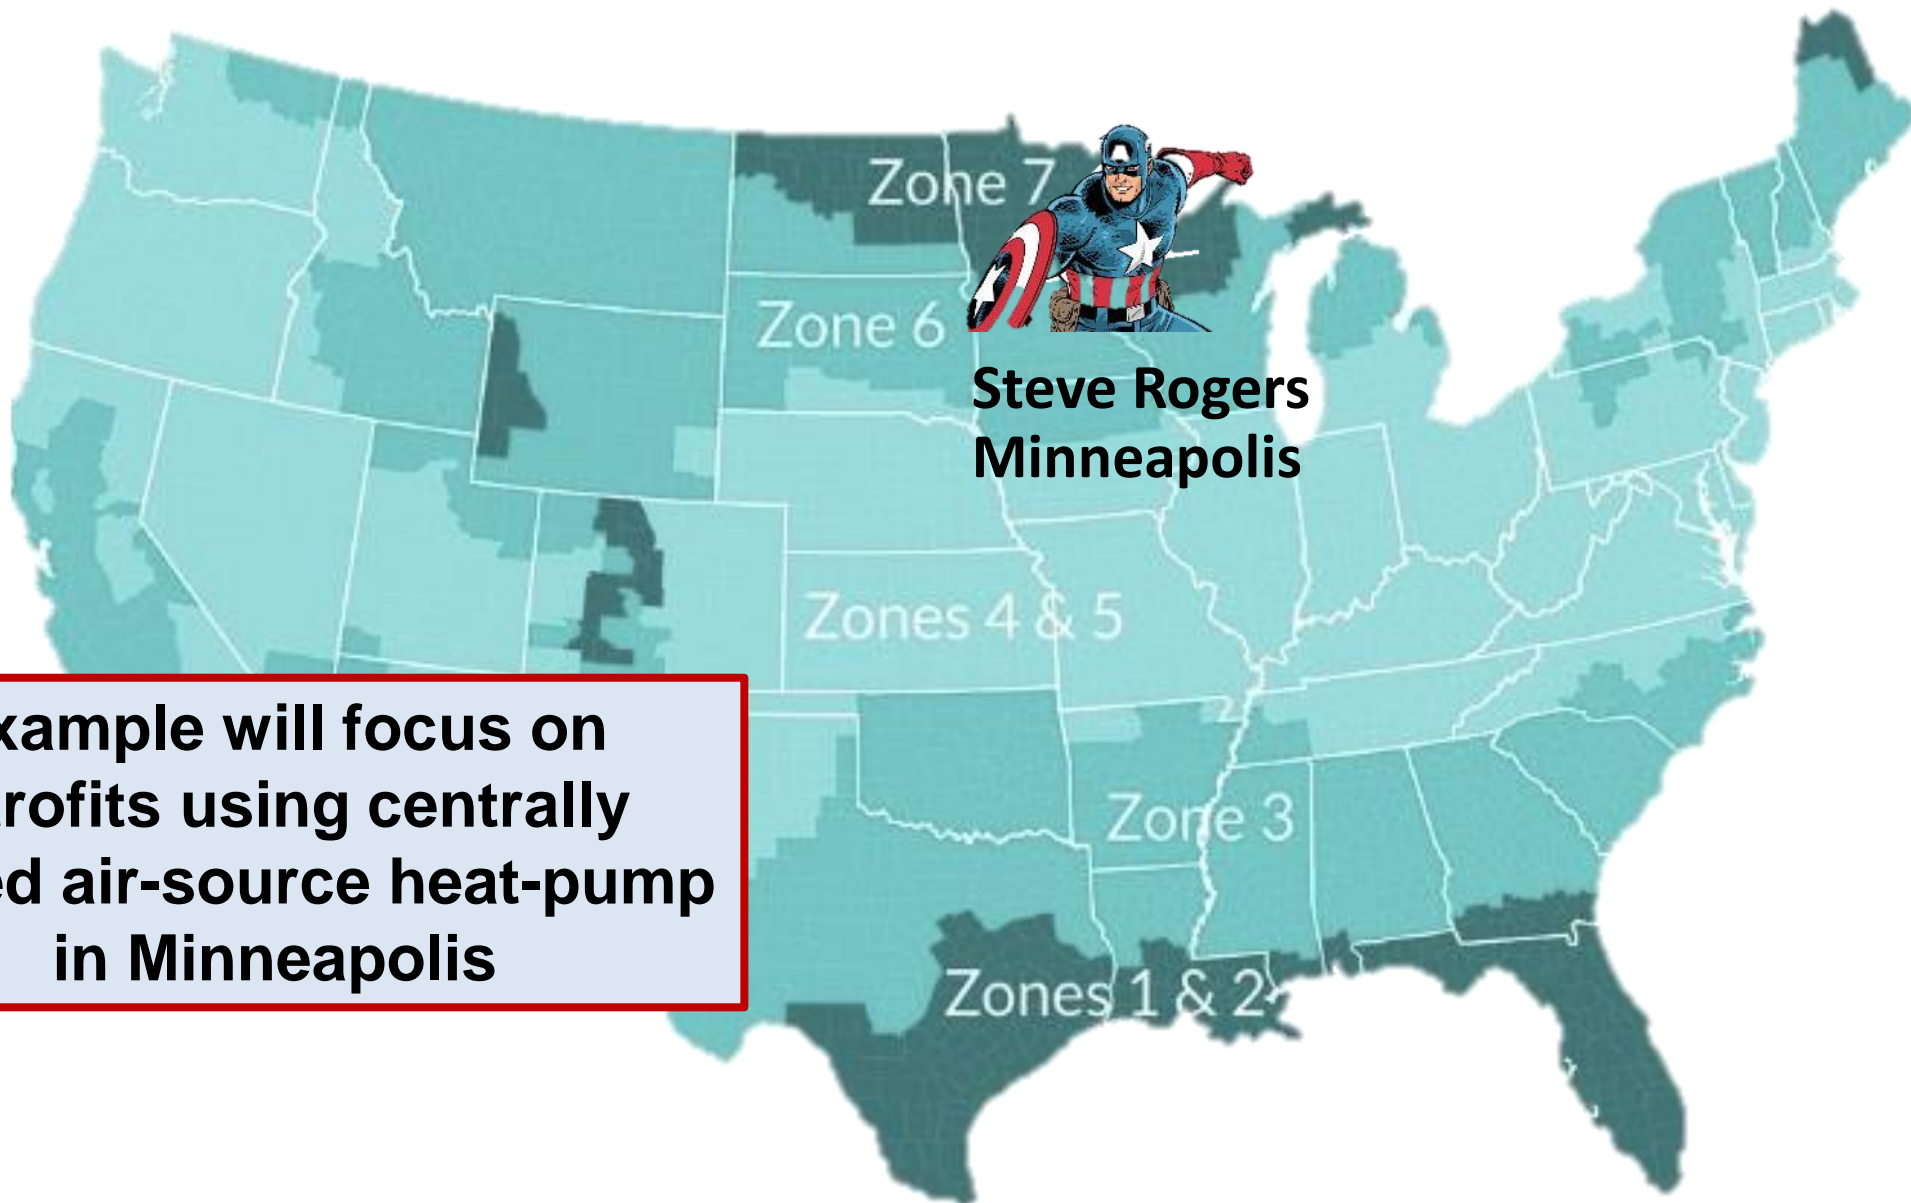 Zone 7
Zone 6
Steve Rogers
Minneapolis
Zones 4 & 5
xample will focus on
rofits using centrally
ed air-source heat-pump
in Minneapolis
Zone 3
Zones 1 & 2